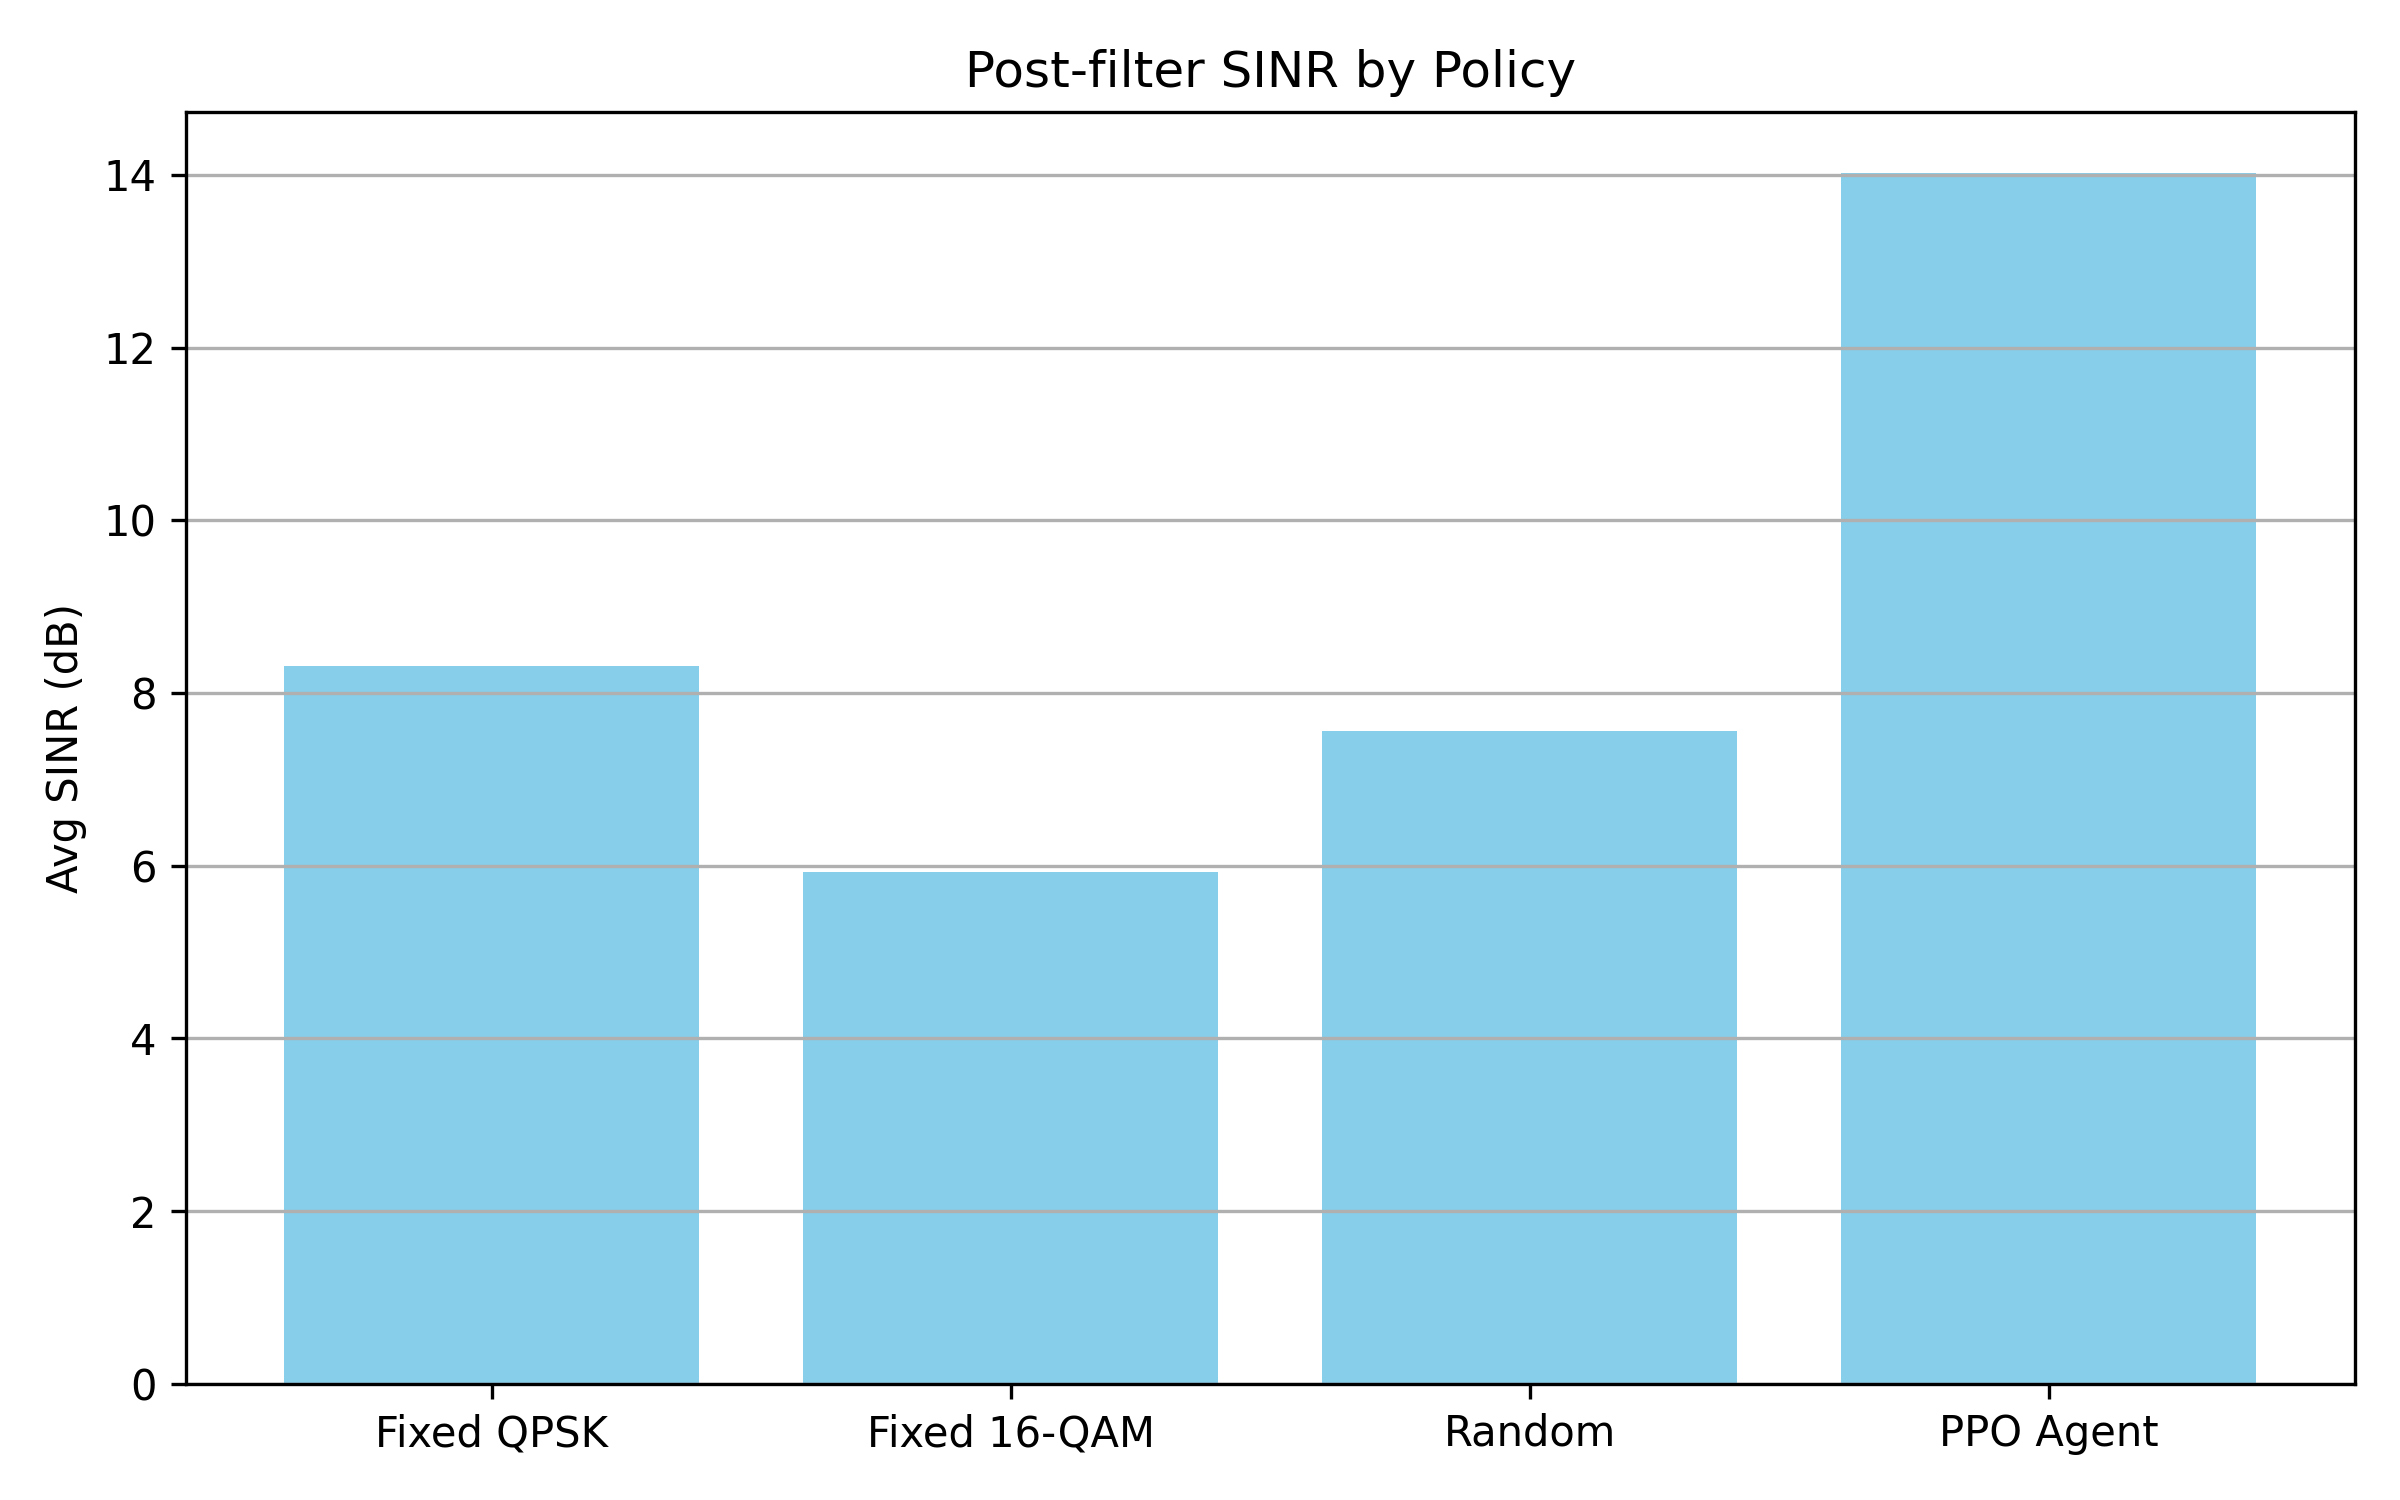 Post-filter SINR by Policy
Avg SINR (dB)
14
12
10
8
6
4
2
0
Fixed QPSK
Fixed 16-QAM
Random
PPO Agent